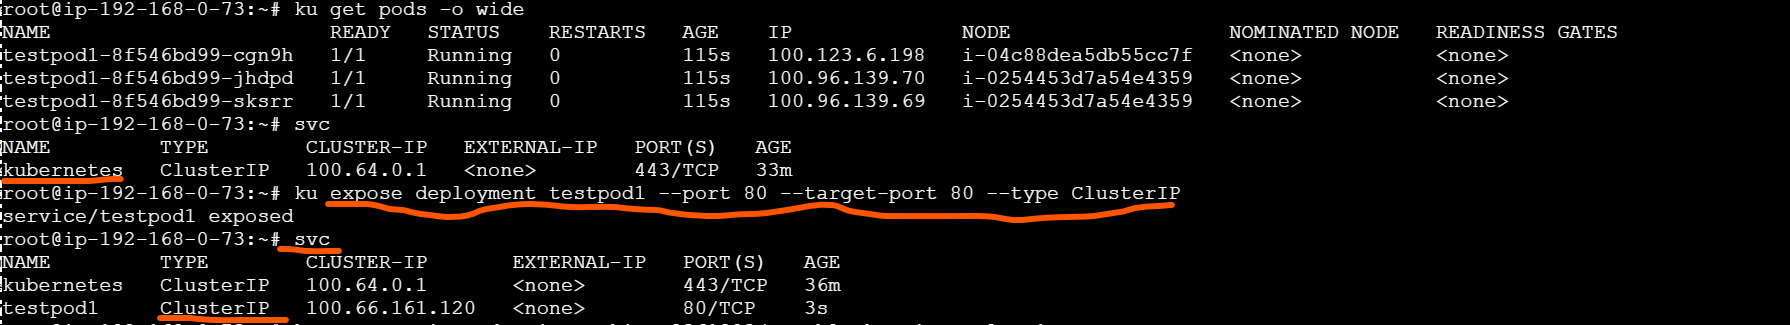 root@ip-192-168-0-73:~# ku get pods -o wide
NAME READY STATUS RESTARTS AGE IP NODE NOMINATED NODE READINESS GATES
testpod1-8f546bd99-cgn9h 1/1 Running 0 115s 100.123.6.198 i-04c88dea5db55cc7f <none> <none>
testpod1-8f546bd99-jhdpd 1/1 Running 0 115s 100.96.139.70 i-0254453d7a54e4359 <none> <none>
testpod1-8f546bd99-sksrr 1/1 Running 0 115s 100.96.139.69 i-0254453d7a54e4359 <none> <none>
root@ip-192-168-0-73:~# svc
NAME TYPE CLUSTER-IP EXTERNAL-IP PORT(S) AGE
kubernetes ClusterIP 100.64.0.1 <none> 443/TCP 33m
root@ip-192-168-0-73:~# ku expose deployment testpod1 --port 80 --target-port 80 --type ClusterIP
service/testpod1 exposed
root@ip-192-168-0-73:~# svc
NAME TYPE CLUSTER-IP EXTERNAL-IP PORT(S) AGE
kubernetes ClusterIP 100.64.0.1 <none> 443/TCP 36m
testpod1 ClusterIP 100.66.161.120 <none> 80/TCP 3s